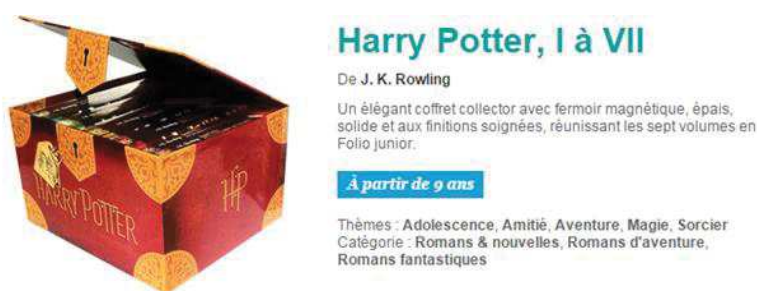 Harry Potter, I à VII
De J. K. Rowling
Un élégant coffret collector avec fermoir magnétique, épais,
solide et aux finitions soignées, réunissant les sept volumes en
Folio junior.
À partir de 9 ans
Thèmes : Adolescence, Amitié, Aventure, Magie, Sorcier
Catégorie : Romans & nouvelles, Romans d'aventure,
Romans fantastiques
HARRY POTTER
HP